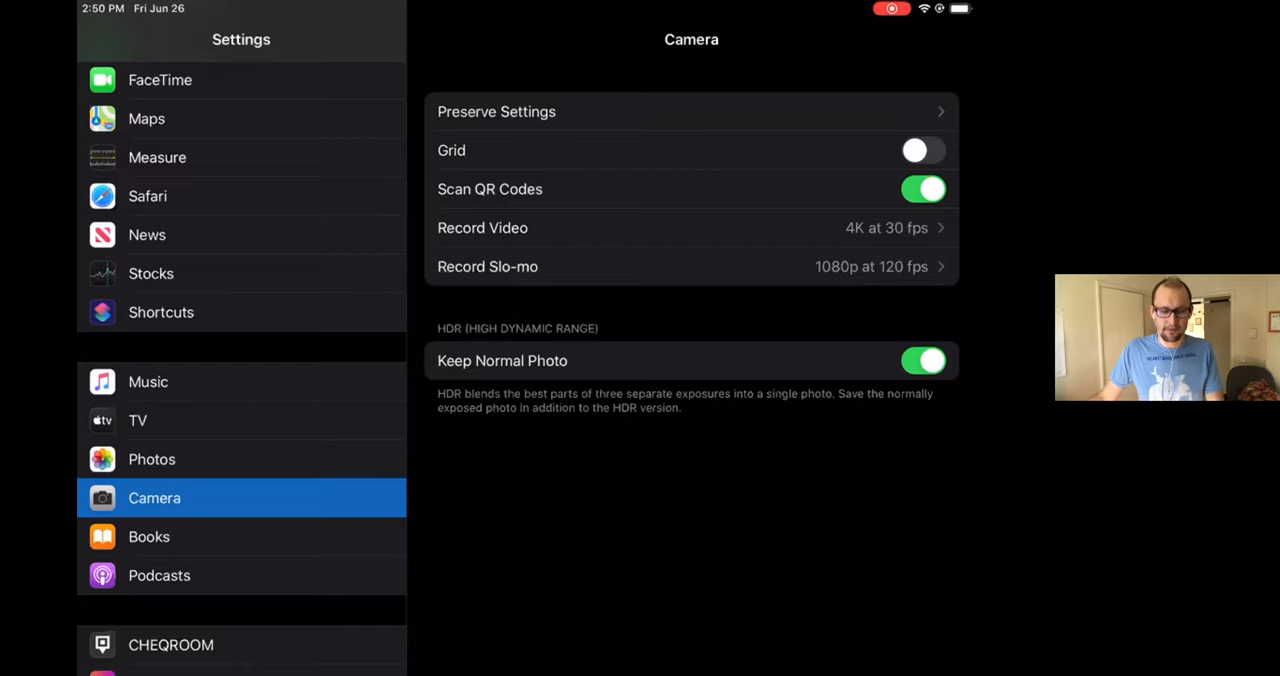 2:50 PM Fri Jun 26
Settings
FaceTime
Maps
Measure
Safari
News
Stocks
Shortcuts
Music
tv TV
Photos
Camera
Books
Podcasts
CHEQROOM
Camera
Preserve Settings
Grid
Scan QR Codes
Record Video 4K at 30 fps
Record Slo-mo 1080p at 120 fps
HDR (HIGH DYNAMIC RANGE)
Keep Normal Photo
HDR blends the best parts of three separate exposures into a single photo. Save the normally
exposed photo in addition to the HDR version.